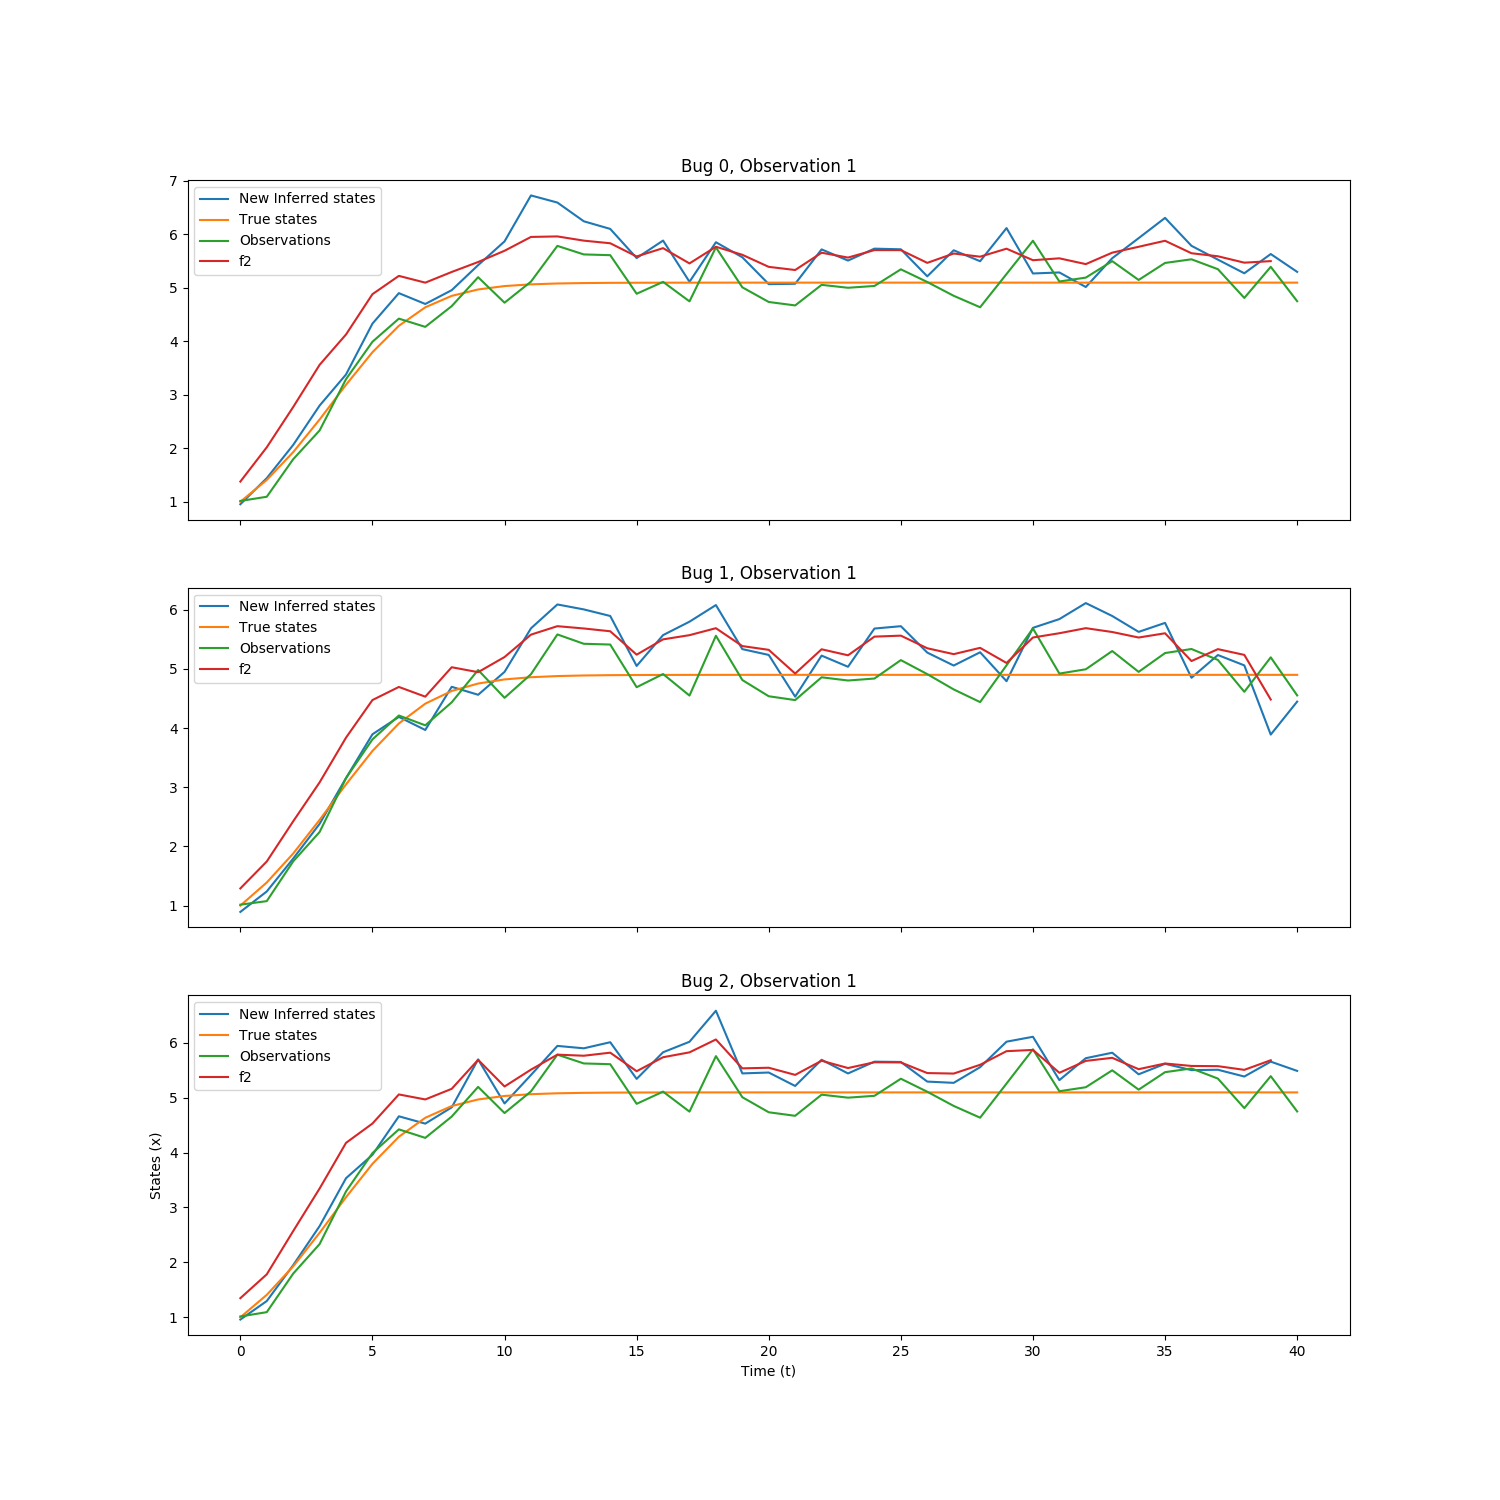 Bug 0, Observation 1
7
6
5
4
3
2
1
New Inferred states
True states
Observations
f2
Bug 1, Observation 1
6
5
4
3
2
1
New Inferred states
True states
Observations
f2
Bug 2, Observation 1
6
5
4
3
2
1
New Inferred states
True states
Observations
f2
States (x)
0 5 10 15 20 25 30 35 40
Time (t)